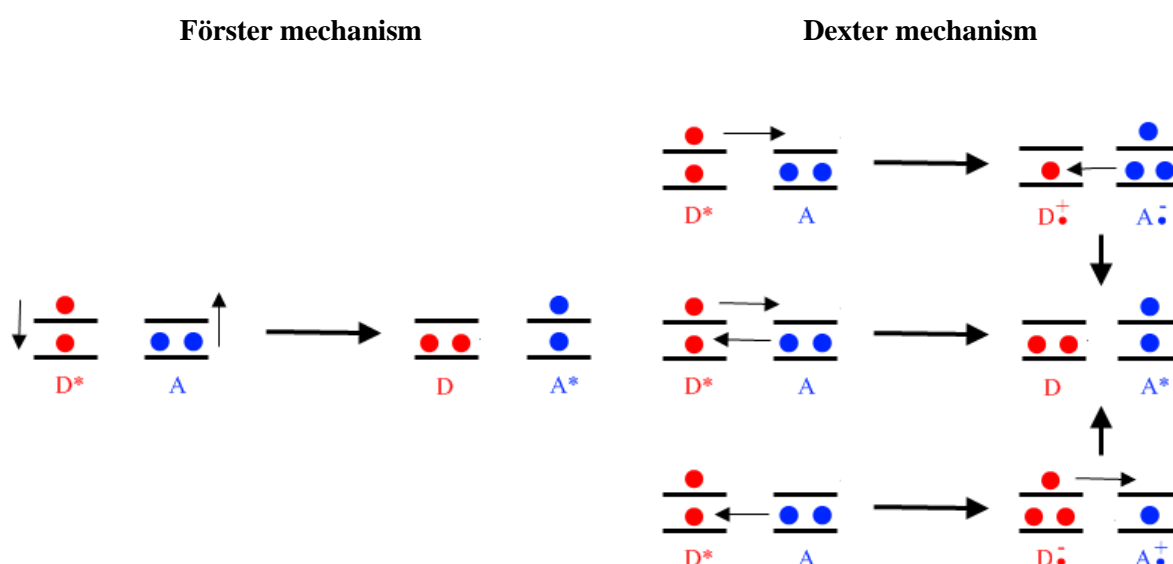 Förster mechanism
Dexter mechanism
D* A D•+ A•-
D* A D A*
D* A D A*
D* A D•- A•+